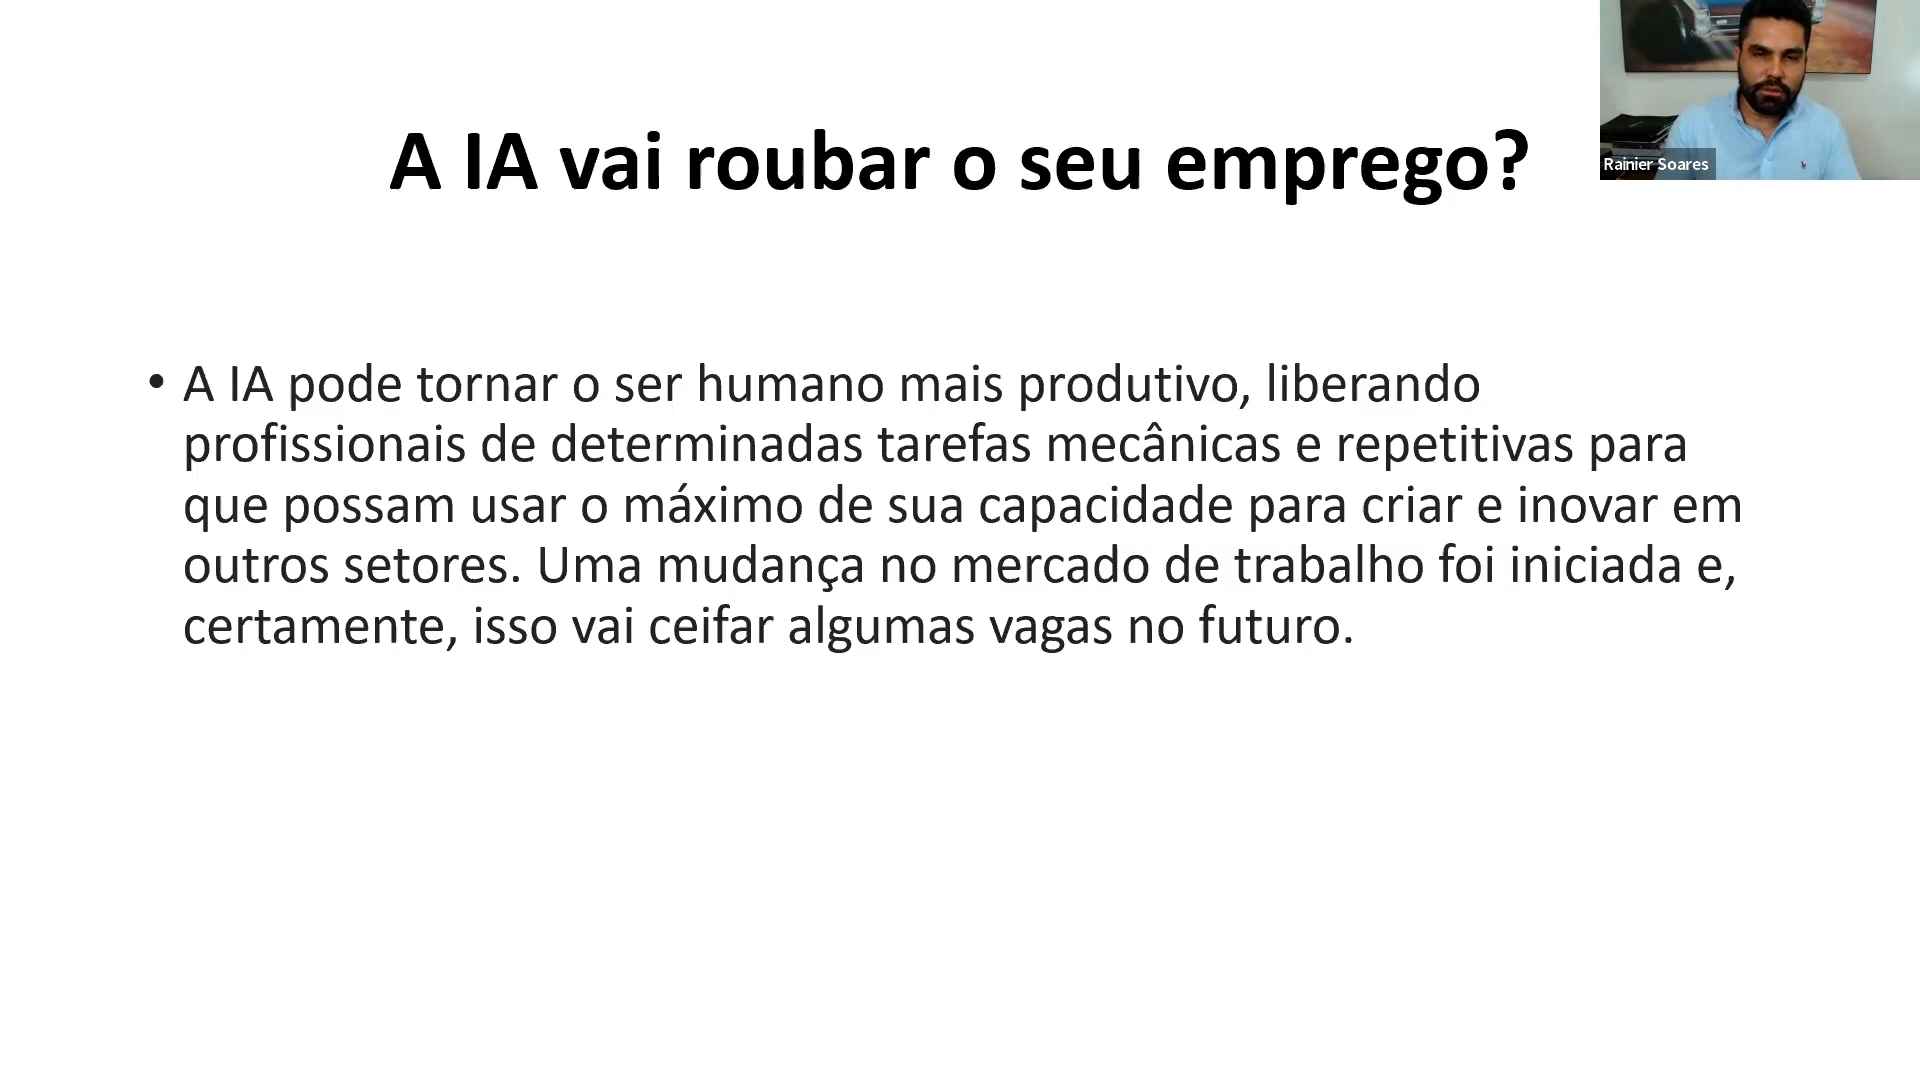 A IA vai roubar o seu emprego?
Rainier Soares
• A IA pode tornar o ser humano mais produtivo, liberando
profissionais de determinadas tarefas mecânicas e repetitivas para
que possam usar o máximo de sua capacidade para criar e inovar em
outros setores. Uma mudança no mercado de trabalho foi iniciada e,
certamente, isso vai ceifar algumas vagas no futuro.